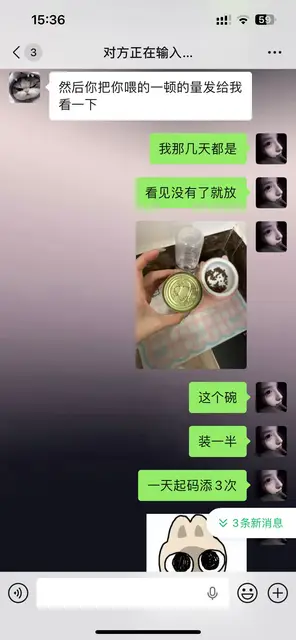 15:36
59
3
对方正在输入...
然后你把你喂的一顿的量发给我
看一下
我那几天都是
看见没有了就放
这个碗
装一半
一天起码添3次
3条新消息